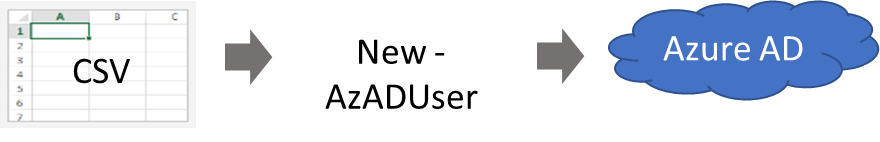 A B C
1
2
3
4
5
6
7
CSV
New -
AzADUser
Azure AD